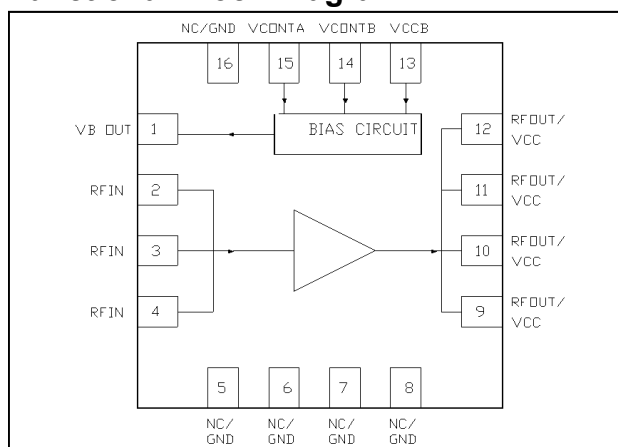 NC/GND VCONTA VCONTB VCCB
16 15 14 13
VB OUT 1 BIAS CIRCUIT 12 RFOUT/
VCC
RFIN 2 11 RFOUT/
VCC
RFIN 3 10 RFOUT/
VCC
RFIN 4 9 RFOUT/
VCC
5 6 7 8
NC/ NC/ NC/ NC/
GND GND GND GND